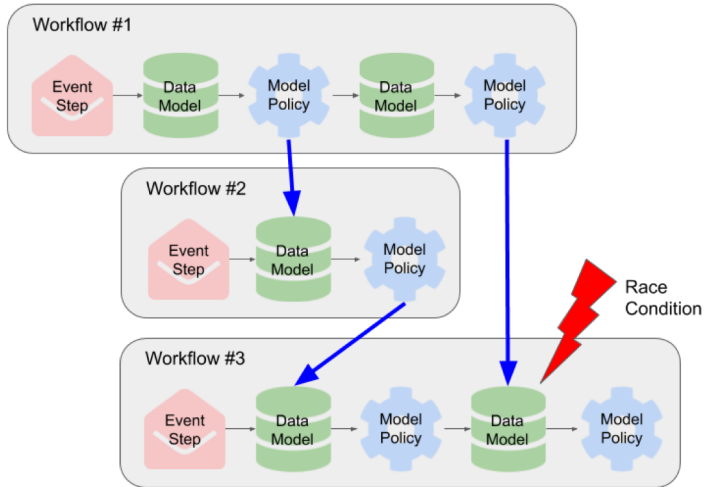 Workflow #1
Event
Step
Data
Model
Model
Policy
Data
Model
Model
Policy
Workflow #2
Event
Step
Data
Model
Model
Policy
Race
Condition
Workflow #3
Event
Step
Data
Model
Model
Policy
Data
Model
Model
Policy